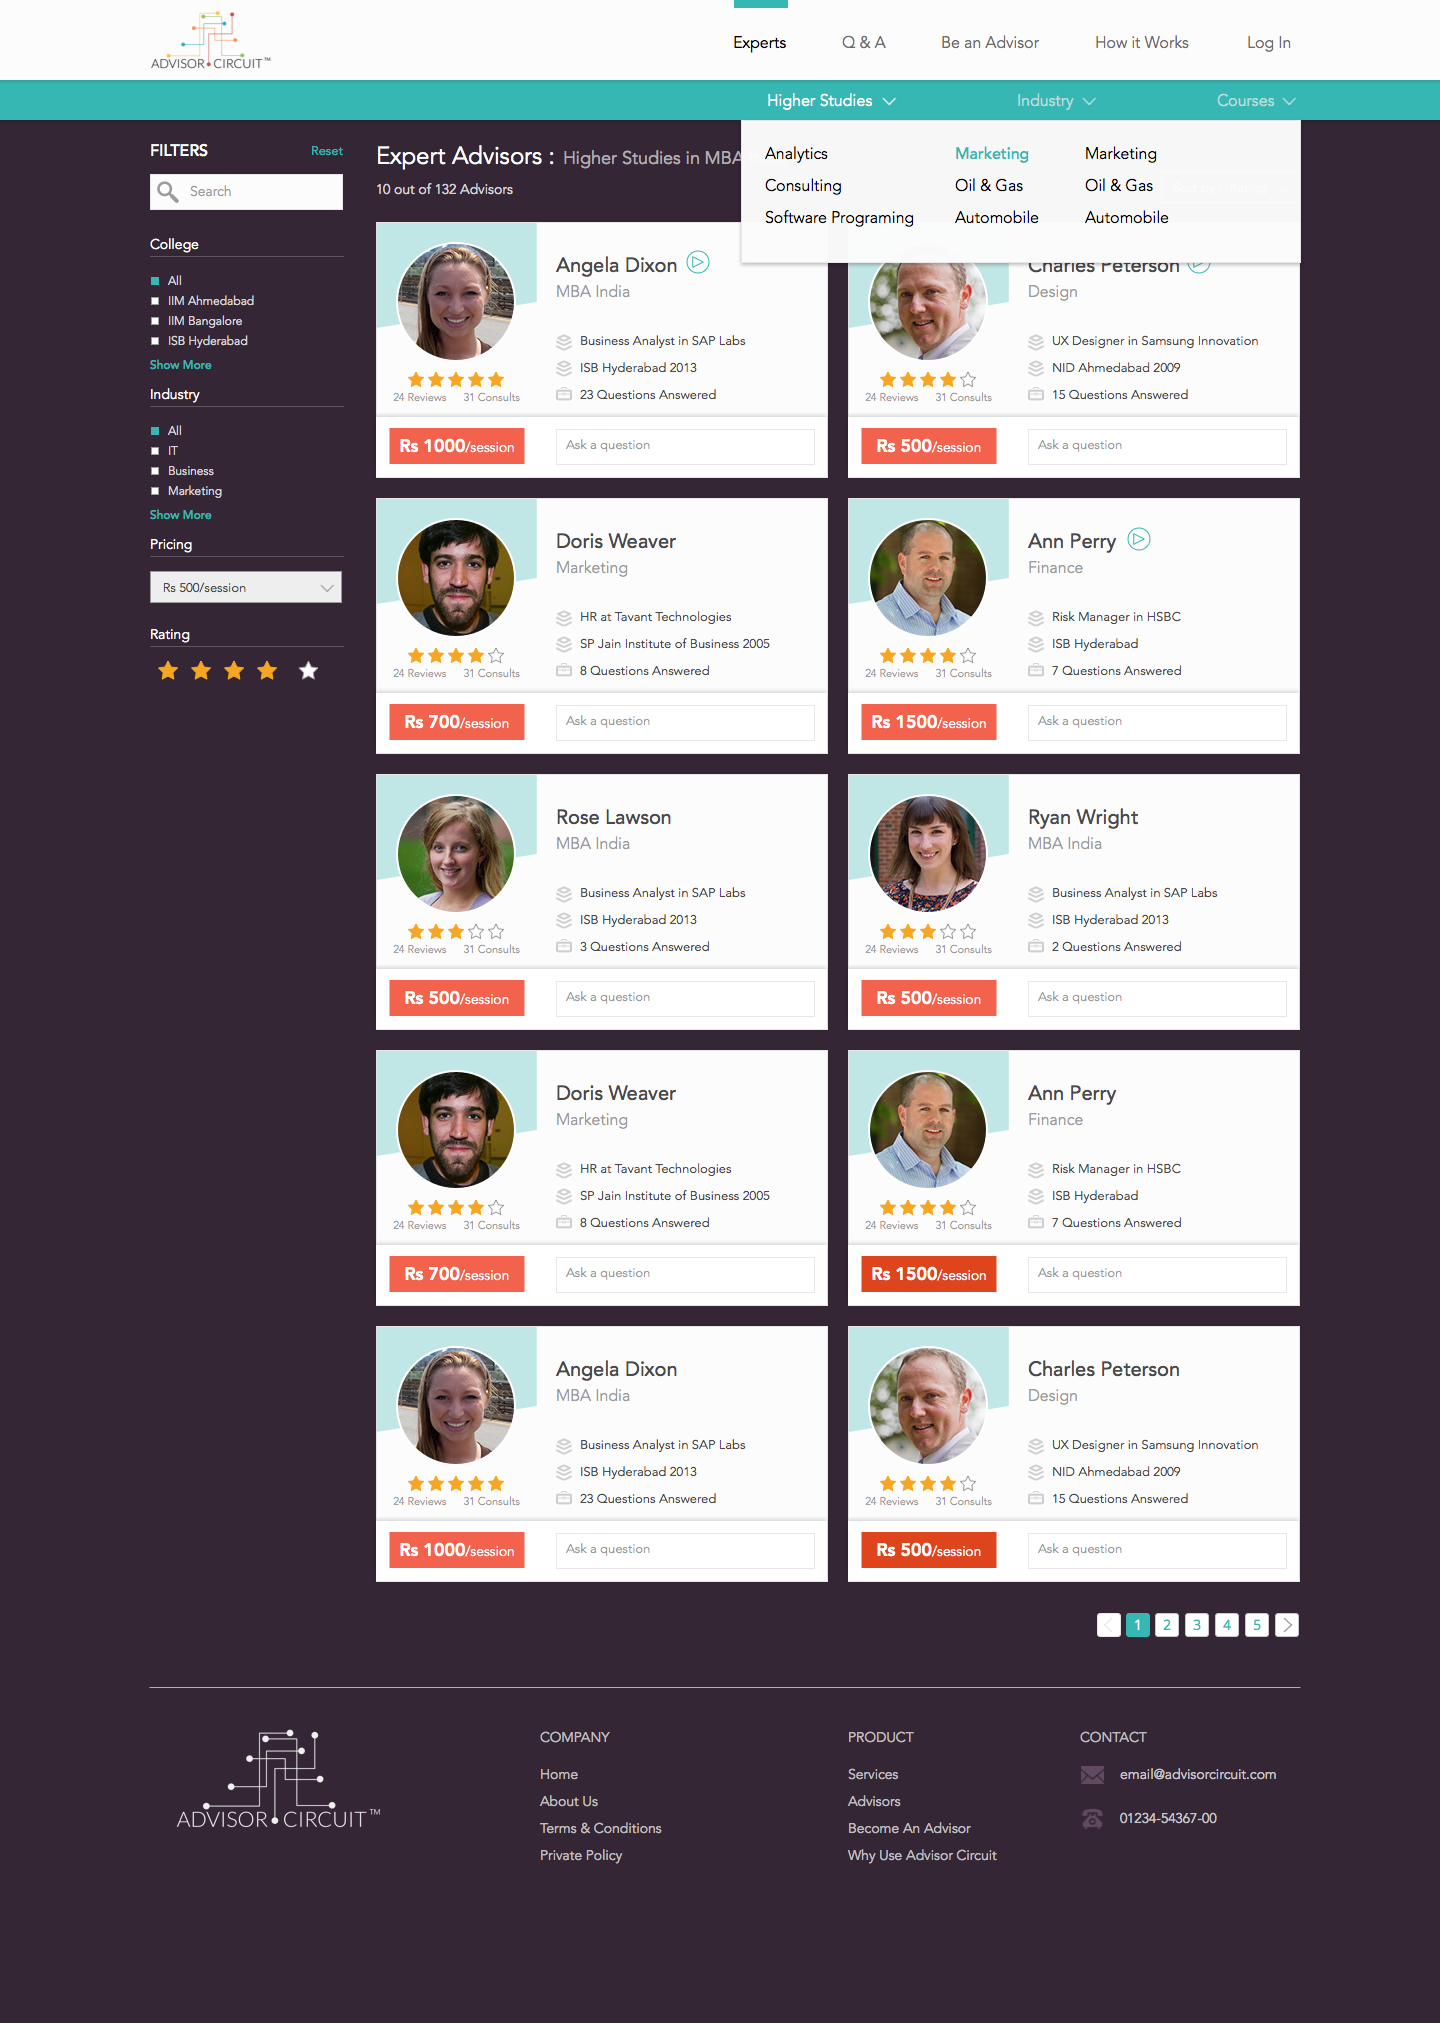 ADVISOR CIRCUIT™
Experts
Q & A
Be an Advisor
How it Works
Log In
Higher Studies
Industry
Courses
Analytics
Marketing
Marketing
Consulting
Oil & Gas
Oil & Gas
Software Programing
Automobile
Automobile
FILTERS
Reset
Search
College
All
IIM Ahmedabad
IIM Bangalore
ISB Hyderabad
Show More
Industry
All
IT
Business
Marketing
Show More
Pricing
Rs 500/session
Rating
Expert Advisors : Higher Studies in MBA
10 out of 132 Advisors
Angela Dixon
MBA India
Business Analyst in SAP Labs
ISB Hyderabad 2013
23 Questions Answered
24 Reviews 31 Consults
Rs 1000/session
Ask a question
Charles Peterson
Design
UX Designer in Samsung Innovation
NID Ahmedabad 2009
15 Questions Answered
24 Reviews 31 Consults
Rs 500/session
Ask a question
Doris Weaver
Marketing
HR at Tavant Technologies
SP Jain Institute of Business 2005
8 Questions Answered
24 Reviews 31 Consults
Rs 700/session
Ask a question
Ann Perry
Finance
Risk Manager in HSBC
ISB Hyderabad
7 Questions Answered
24 Reviews 31 Consults
Rs 1500/session
Ask a question
Rose Lawson
MBA India
Business Analyst in SAP Labs
ISB Hyderabad 2013
3 Questions Answered
24 Reviews 31 Consults
Rs 500/session
Ask a question
Ryan Wright
MBA India
Business Analyst in SAP Labs
ISB Hyderabad 2013
2 Questions Answered
24 Reviews 31 Consults
Rs 500/session
Ask a question
Doris Weaver
Marketing
HR at Tavant Technologies
SP Jain Institute of Business 2005
8 Questions Answered
24 Reviews 31 Consults
Rs 700/session
Ask a question
Ann Perry
Finance
Risk Manager in HSBC
ISB Hyderabad
7 Questions Answered
24 Reviews 31 Consults
Rs 1500/session
Ask a question
Angela Dixon
MBA India
Business Analyst in SAP Labs
ISB Hyderabad 2013
23 Questions Answered
24 Reviews 31 Consults
Rs 1000/session
Ask a question
Charles Peterson
Design
UX Designer in Samsung Innovation
NID Ahmedabad 2009
15 Questions Answered
24 Reviews 31 Consults
Rs 500/session
Ask a question
1 2 3 4 5
ADVISOR CIRCUIT™
COMPANY
Home
About Us
Terms & Conditions
Private Policy
PRODUCT
Services
Advisors
Become An Advisor
Why Use Advisor Circuit
CONTACT
email@advisorcircuit.com
01234-54367-00